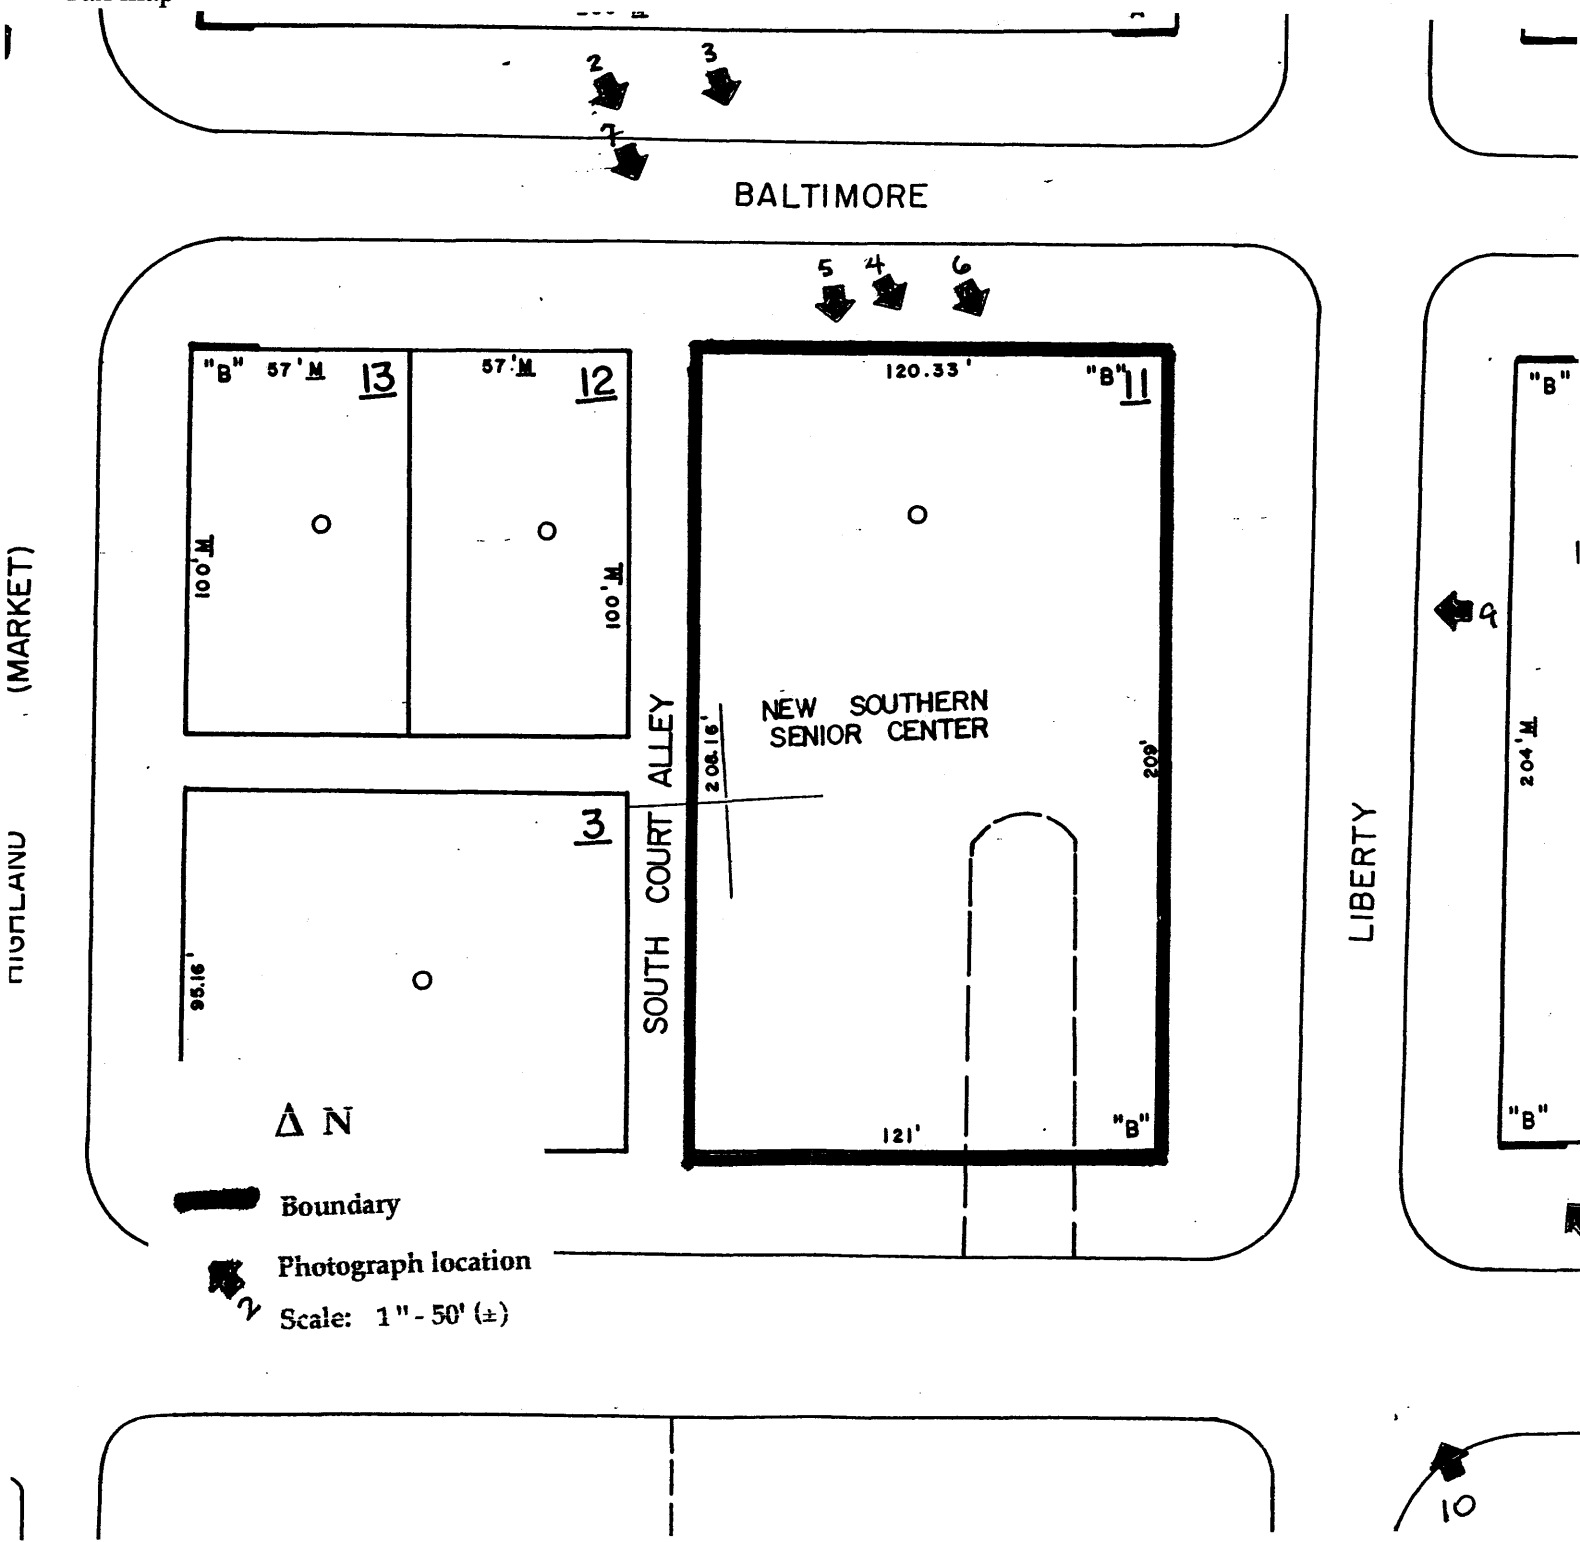 2
3
7
BALTIMORE
5 4 6
"B" 57' M 13
57' M 12
120.33' "B" 11
"B"
100' M
100' M
(MARKET)
9
NEW SOUTHERN
SENIOR CENTER
208.16'
209'
204' M
SOUTH COURT ALLEY
3
HIGHLAND
LIBERTY
95.16'
Δ N
121' "B"
"B"
Boundary
Photograph location
2
Scale: 1" - 50' (±)
10